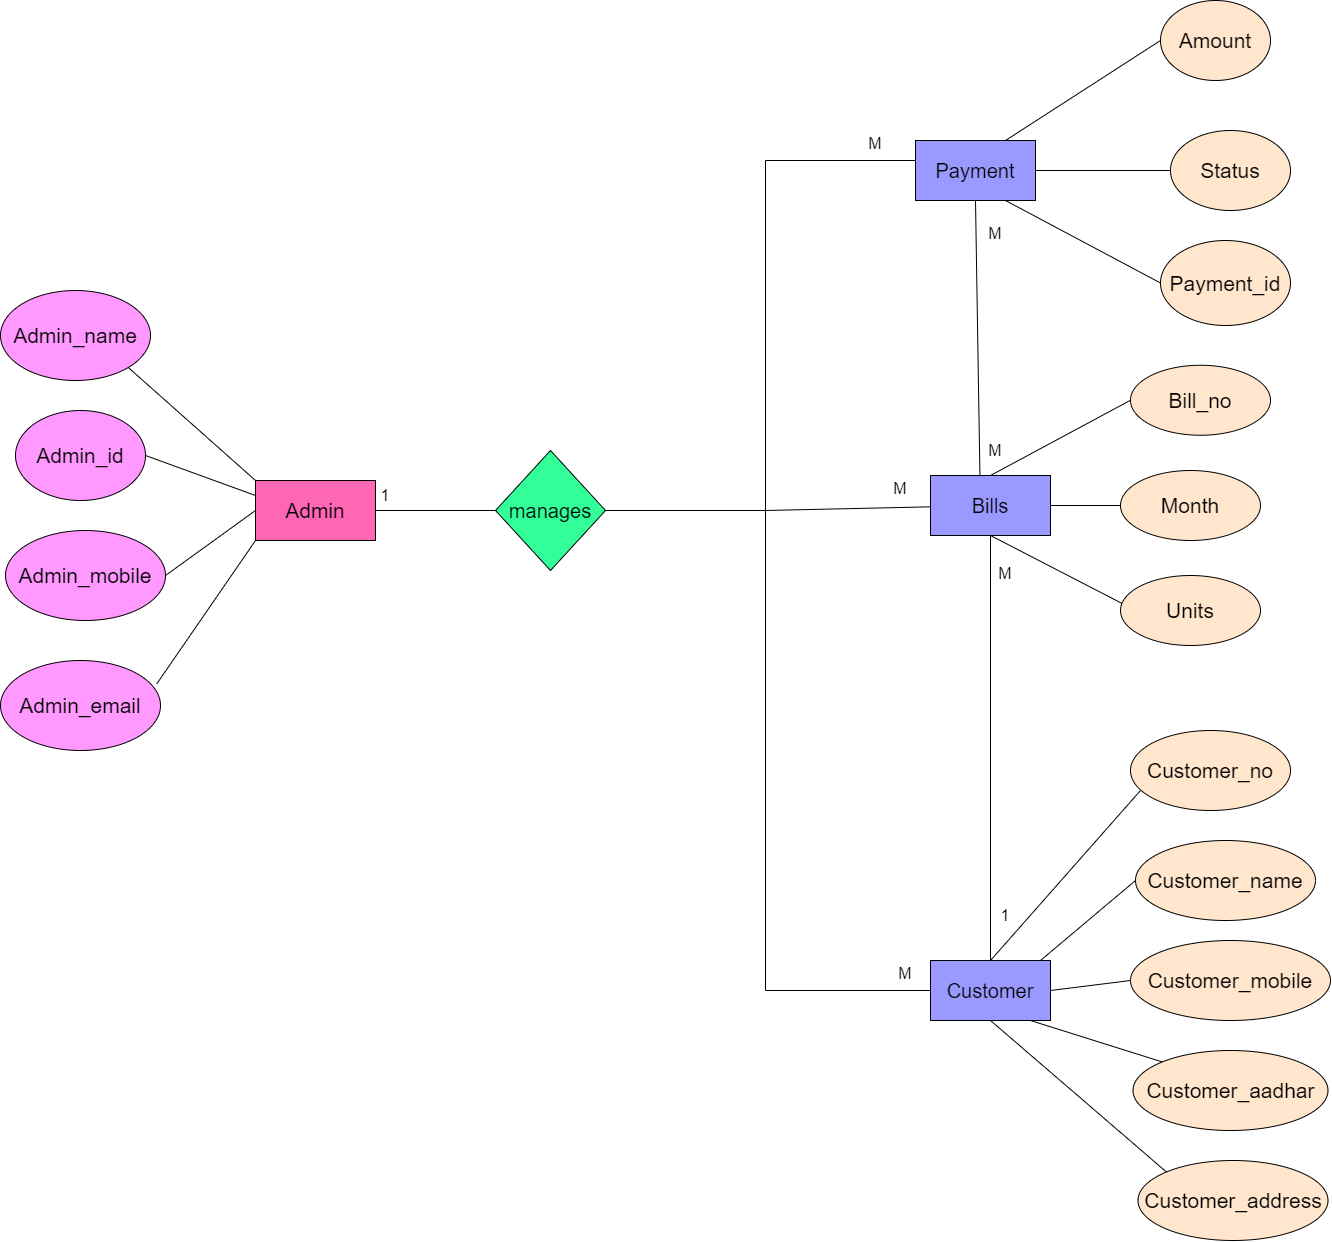 Amount
M
Payment
Status
M
Payment_id
Admin_name
Bill_no
Admin_id
M
M
1
Admin
manages
Bills
Month
Admin_mobile
M
Units
Admin_email
Customer_no
Customer_name
1
M
Customer
Customer_mobile
Customer_aadhar
Customer_address